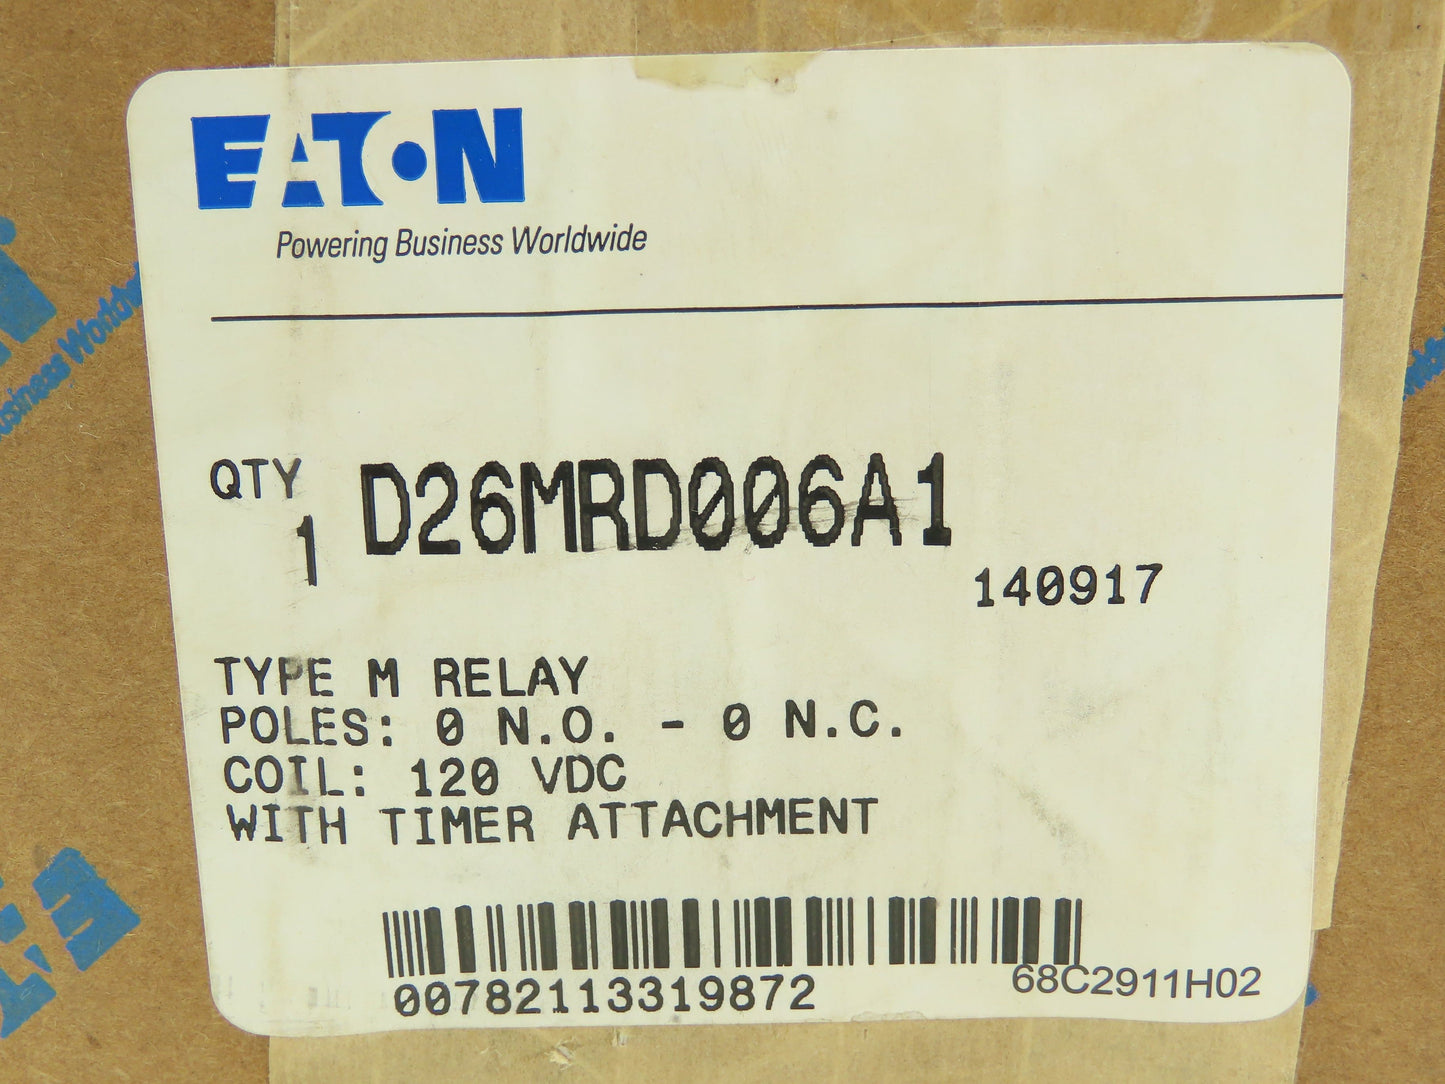 EATON
Powering Business Worldwide
QTY
1
D26MRD006A1
140917
TYPE M RELAY
POLES: 0 N.O. - 0 N.C.
COIL: 120 VDC
WITH TIMER ATTACHMENT
00782113319872
68C2911H02